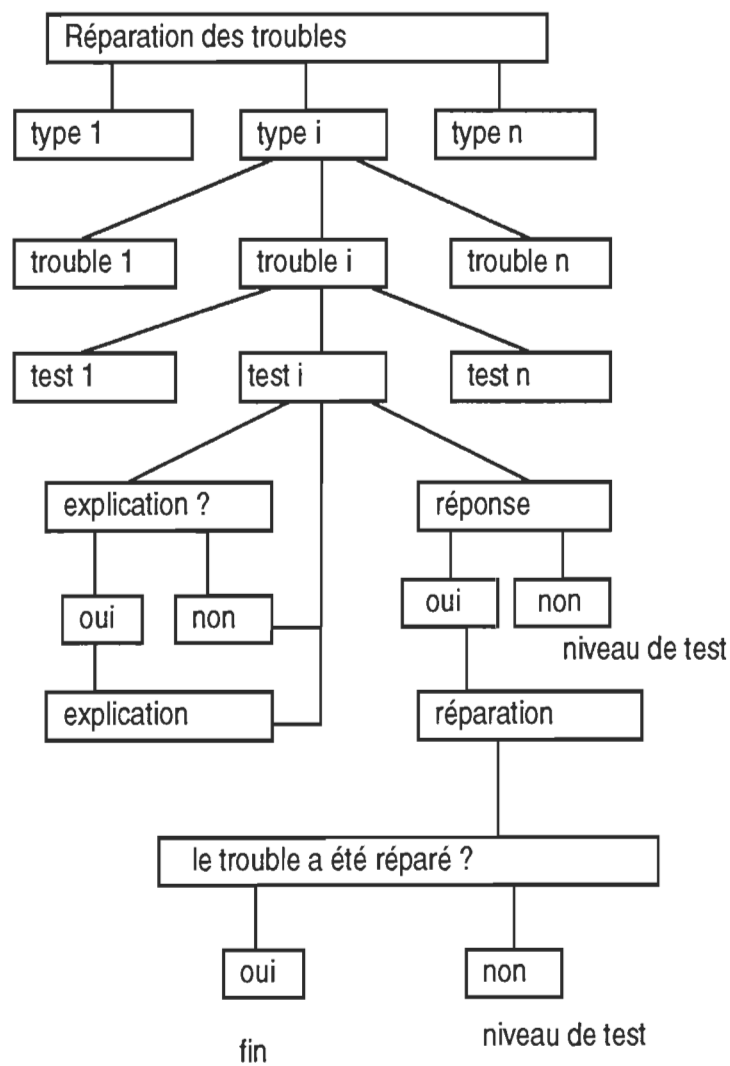 Réparation des troubles
type 1
type i
type n
trouble 1
trouble i
trouble n
test 1
test i
test n
explication ?
réponse
oui
non
oui
non
niveau de test
explication
réparation
le trouble a été réparé ?
oui
non
fin
niveau de test